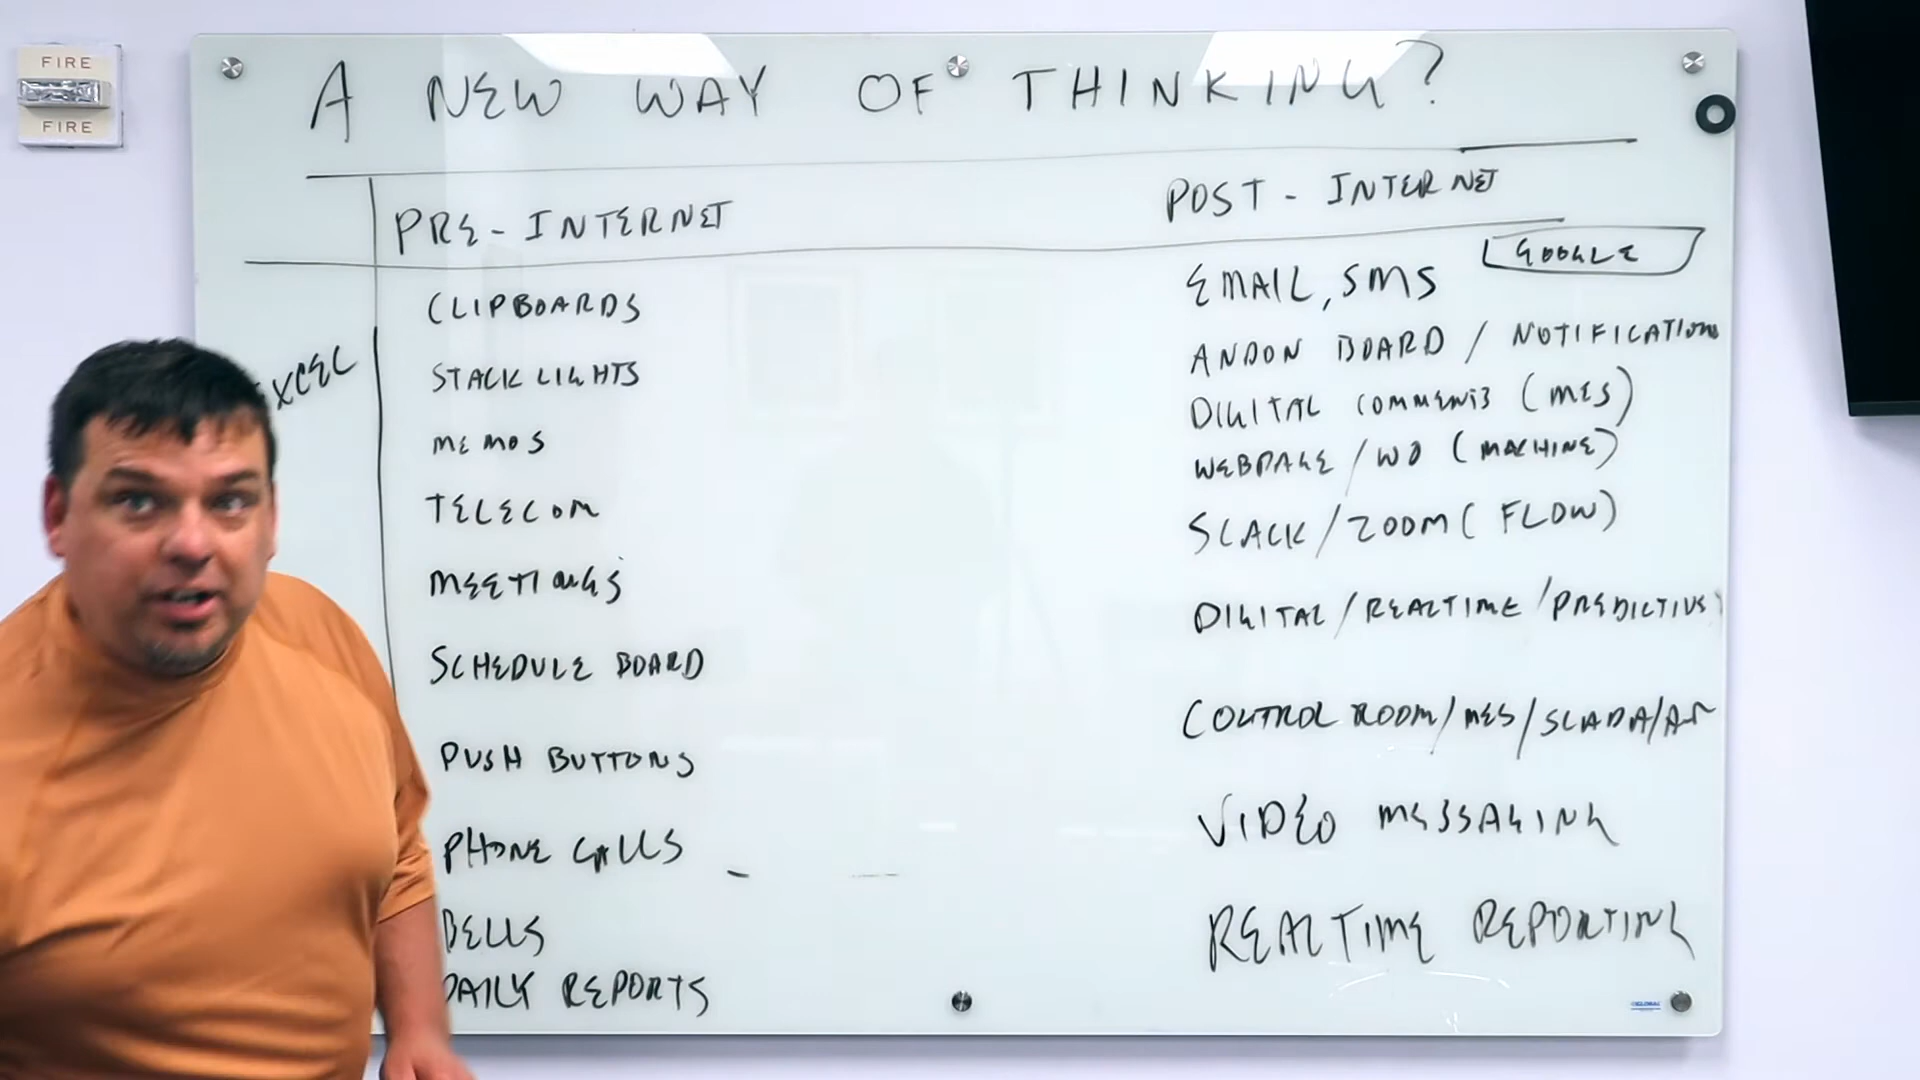 FIRE
FIRE
A NEW WAY OF THINKING?
PRE-INTERNET
POST-INTERNET
GOOGLE
EXCEL
CLIPBOARDS
STACK LIGHTS
MEMOS
TELECOM
MEETINGS
SCHEDULE BOARD
PUSH BUTTONS
PHONE CALLS
BELLS
DAILY REPORTS
EMAIL, SMS
ANDON BOARD / NOTIFICATIONS
DIGITAL COMMENTS (MES)
WEBPAGE / WO (MACHINE)
SLACK / ZOOM (FLOW)
DIGITAL / REALTIME / PREDICTIVE
CONTROL ROOM / MES / SCADA /
VIDEO MESSAGING
REALTIME REPORTING